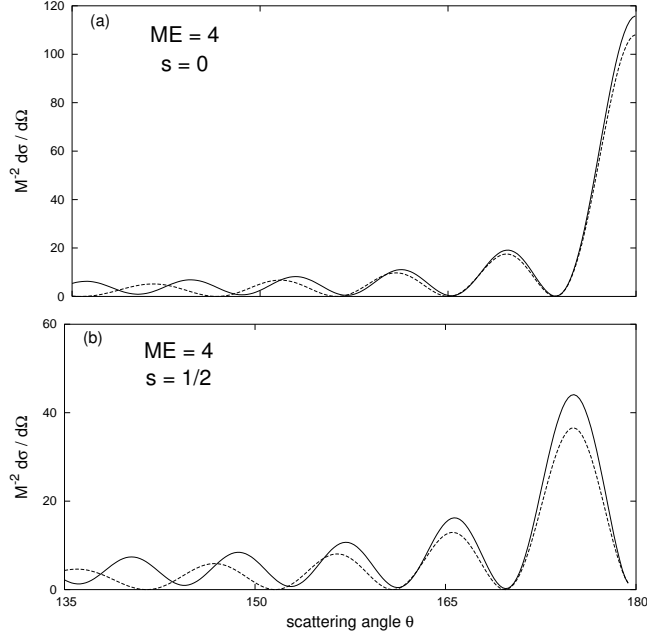 (a)
ME = 4
s = 0
120
100
80
60
40
20
0
M⁻² dσ / dΩ
(b)
ME = 4
s = 1/2
60
40
20
0
M⁻² dσ / dΩ
135 150 165 180
scattering angle θ